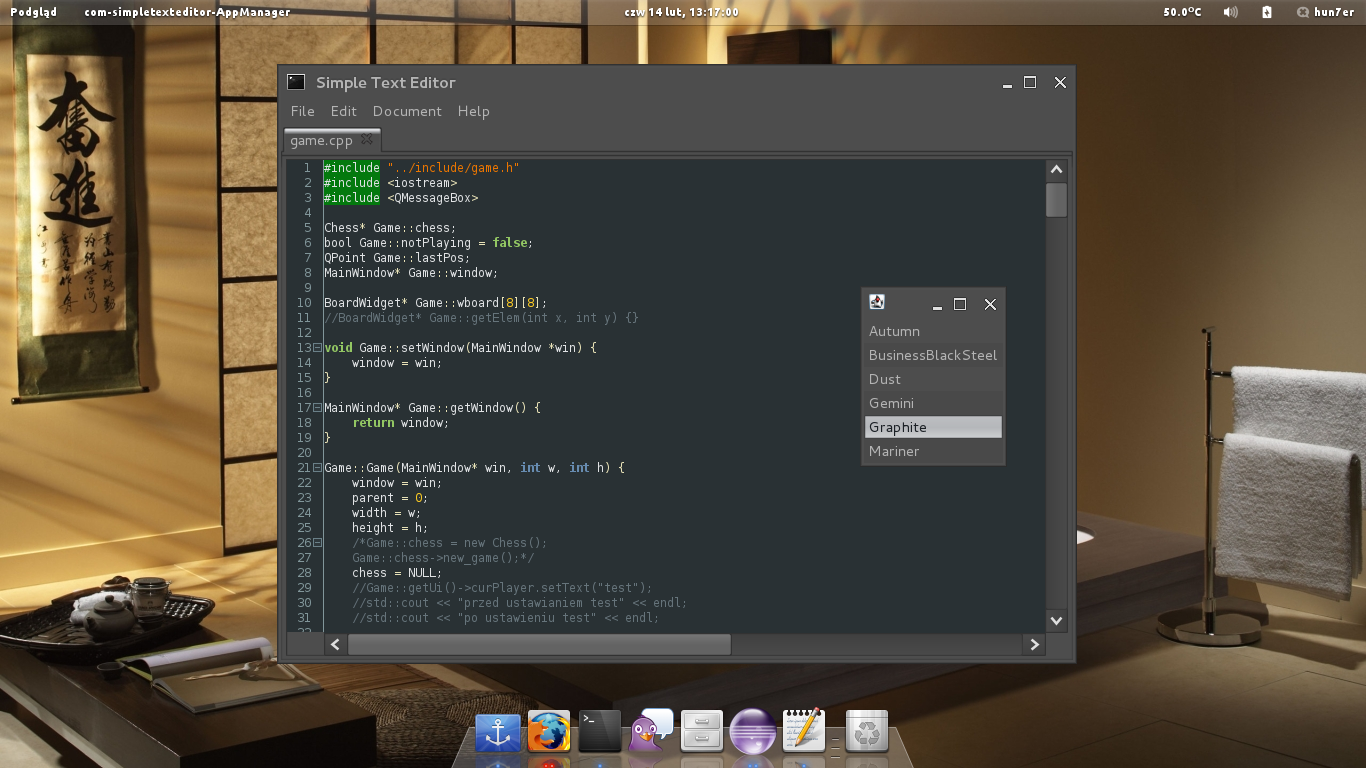 Podgląd com-simpletexteditor-AppManager czw 14 lut, 13:17:00 50.0°C hun7er
奮進
Simple Text Editor
File Edit Document Help
game.cpp
1 #include "../include/game.h"
2 #include <iostream>
3 #include <QMessageBox>
4
5 Chess* Game::chess;
6 bool Game::notPlaying = false;
7 QPoint Game::lastPos;
8 MainWindow* Game::window;
9
10 BoardWidget* Game::wboard[8][8];
11 //BoardWidget* Game::getElem(int x, int y) {}
12
13 void Game::setWindow(MainWindow *win) {
14     window = win;
15 }
16
17 MainWindow* Game::getWindow() {
18     return window;
19 }
20
21 Game::Game(MainWindow* win, int w, int h) {
22     window = win;
23     parent = 0;
24     width = w;
25     height = h;
26     /*Game::chess = new Chess();
27     Game::chess->new_game();*/
28     chess = NULL;
29     //Game::getUi()->curPlayer.setText("test");
30     //std::cout << "przed ustawianiem test" << endl;
31     //std::cout << "po ustawieniu test" << endl;
Autumn
BusinessBlackSteel
Dust
Gemini
Graphite
Mariner
>_